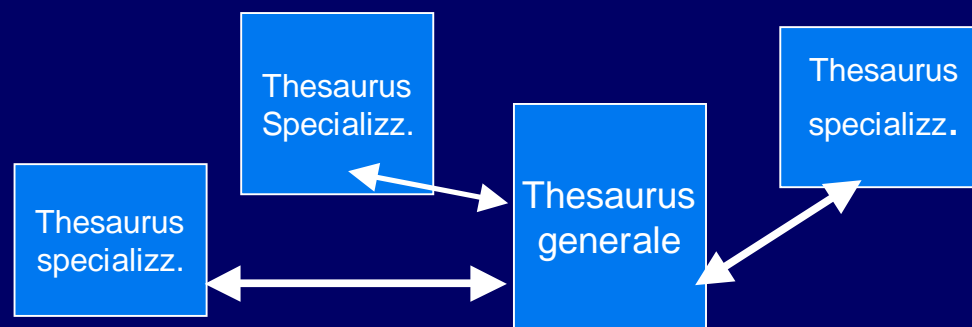 Thesaurus
specializz.
Thesaurus
Specializz.
Thesaurus
generale
Thesaurus
specializz.